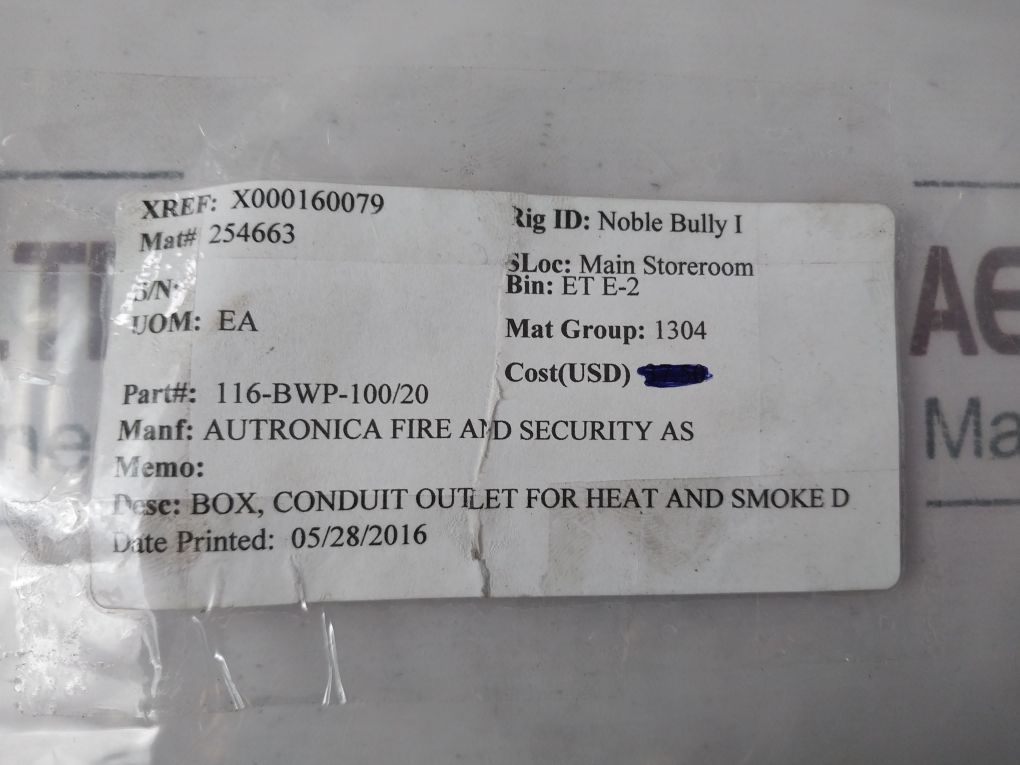 XREF: X000160079
Mat# 254663
S/N:
UOM: EA
Part#: 116-BWP-100/20
Manf: AUTRONICA FIRE AND SECURITY AS
Memo:
Desc: BOX, CONDUIT OUTLET FOR HEAT AND SMOKE D
Date Printed: 05/28/2016
Rig ID: Noble Bully I
SLoc: Main Storeroom
Bin: ET E-2
Mat Group: 1304
Cost(USD)
Ma